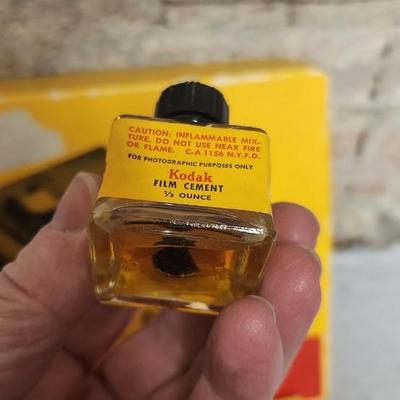 CAUTION: INFLAMMABLE MIX-
TURE. DO NOT USE NEAR FIRE
OR FLAME. C-A 1156 N.Y.F.D.
FOR PHOTOGRAPHIC PURPOSES ONLY
Kodak
FILM CEMENT
½ OUNCE